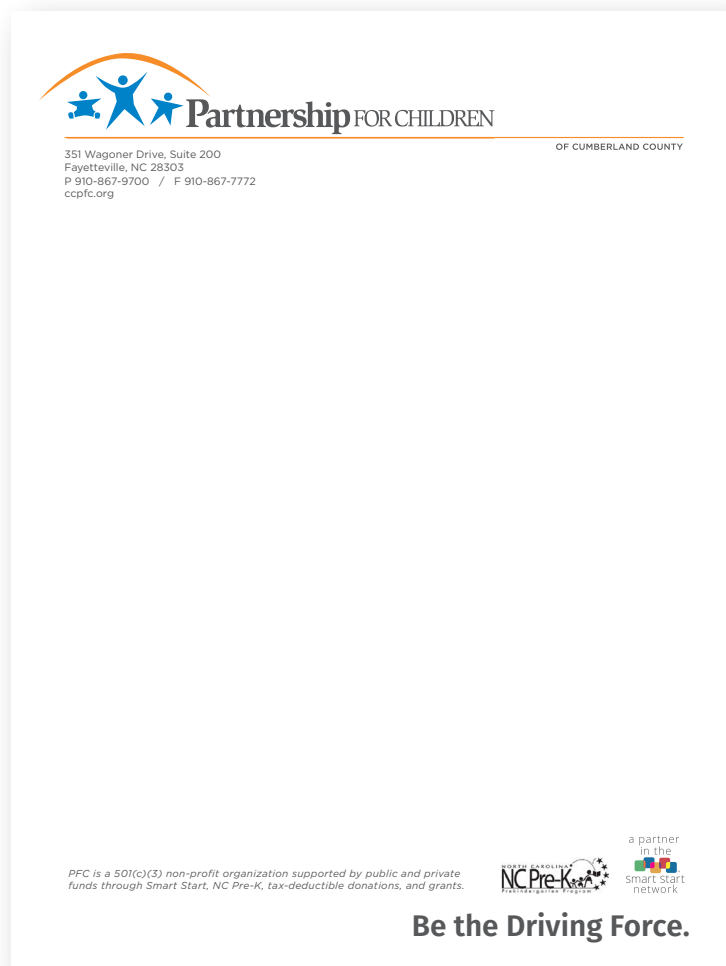 Partnership FOR CHILDREN
OF CUMBERLAND COUNTY
351 Wagoner Drive, Suite 200
Fayetteville, NC 28303
P 910-867-9700 / F 910-867-7772
ccpfc.org
PFC is a 501(c)(3) non-profit organization supported by public and private
funds through Smart Start, NC Pre-K, tax-deductible donations, and grants.
NORTH CAROLINA
NC Pre-K
Prekindergarten Program
a partner
in the
smart start
network
Be the Driving Force.